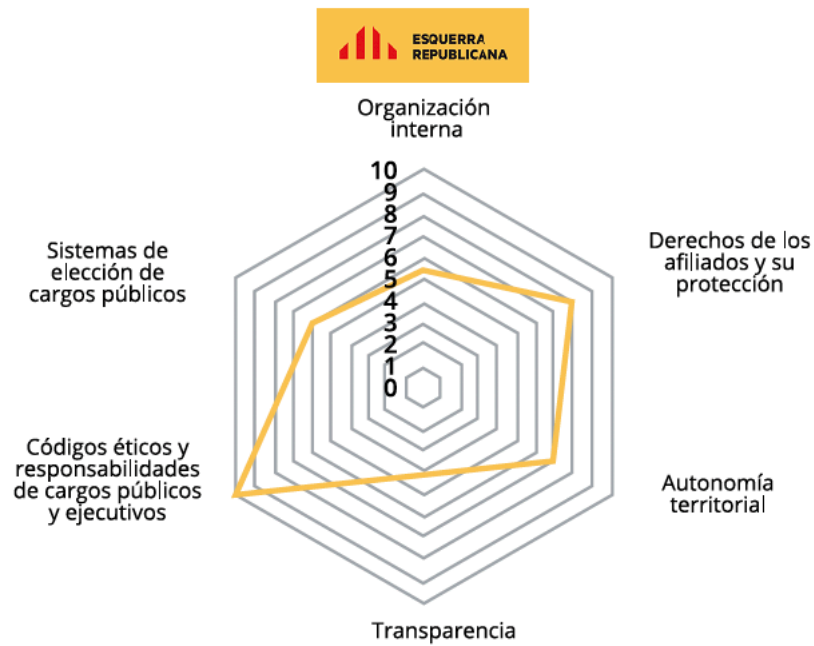 ESQUERRA
REPUBLICANA
Organización
interna
10
9
8
7
6
5
4
3
2
1
0
Derechos de los
afiliados y su
protección
Autonomía
territorial
Transparencia
Códigos éticos y
responsabilidades
de cargos públicos
y ejecutivos
Sistemas de
elección de
cargos públicos